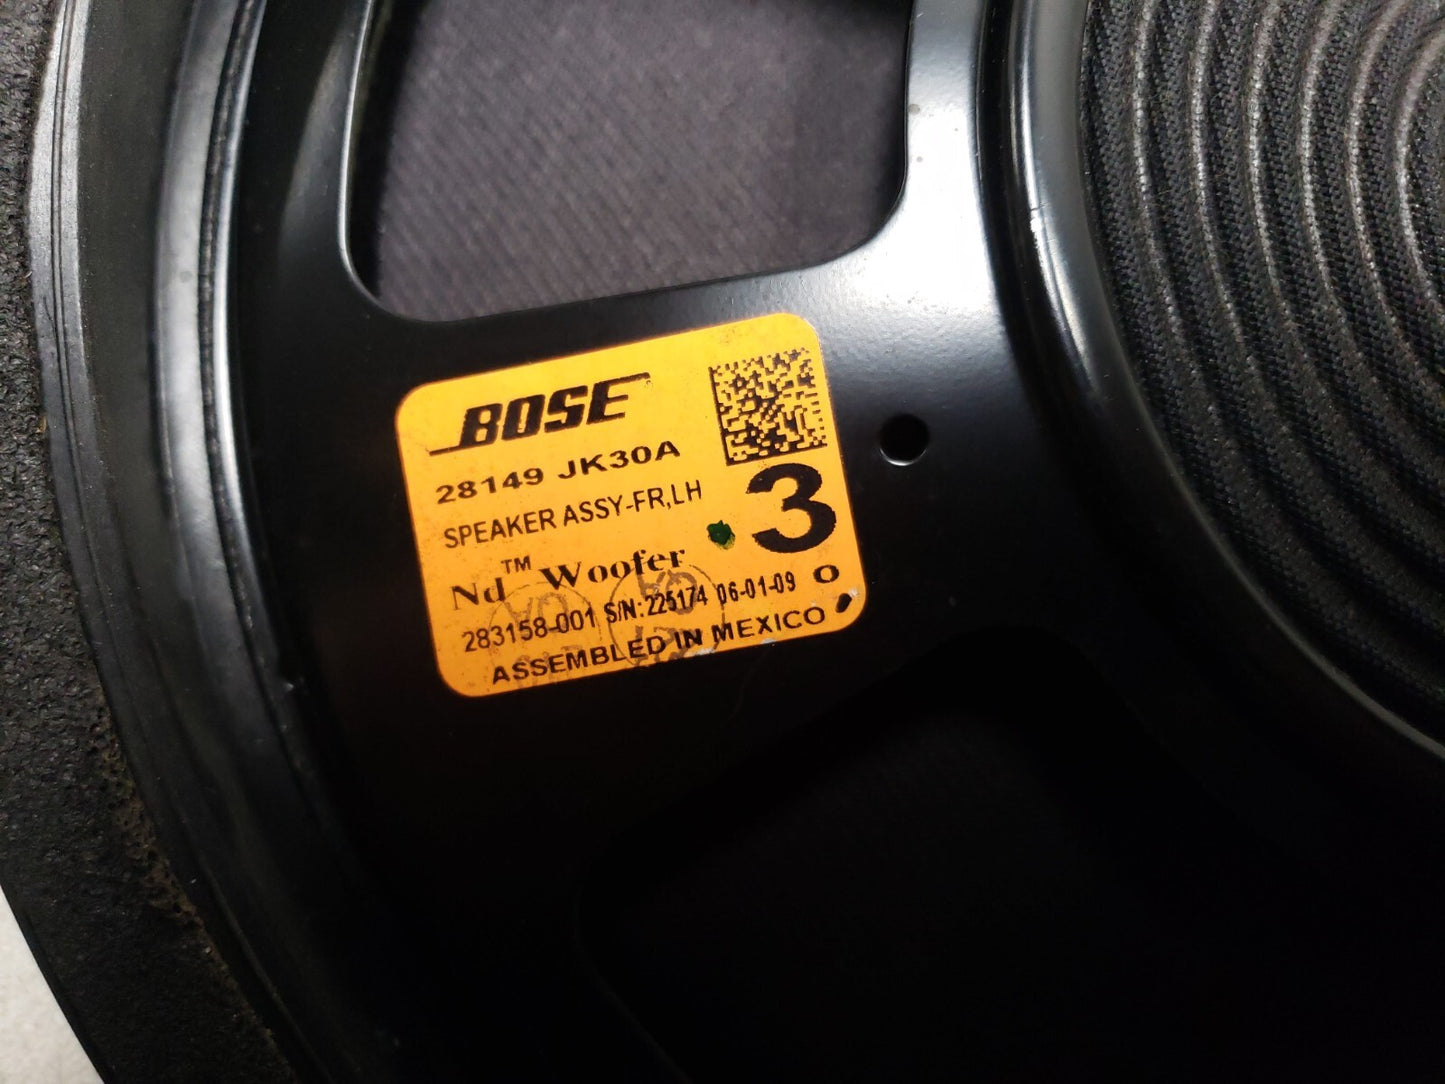 BOSE
28149 JK30A
SPEAKER ASSY-FR,LH
3
Nd™ Woofer
283158-001 S/N:225174 06-01-09 O
ASSEMBLED IN MEXICO
QA